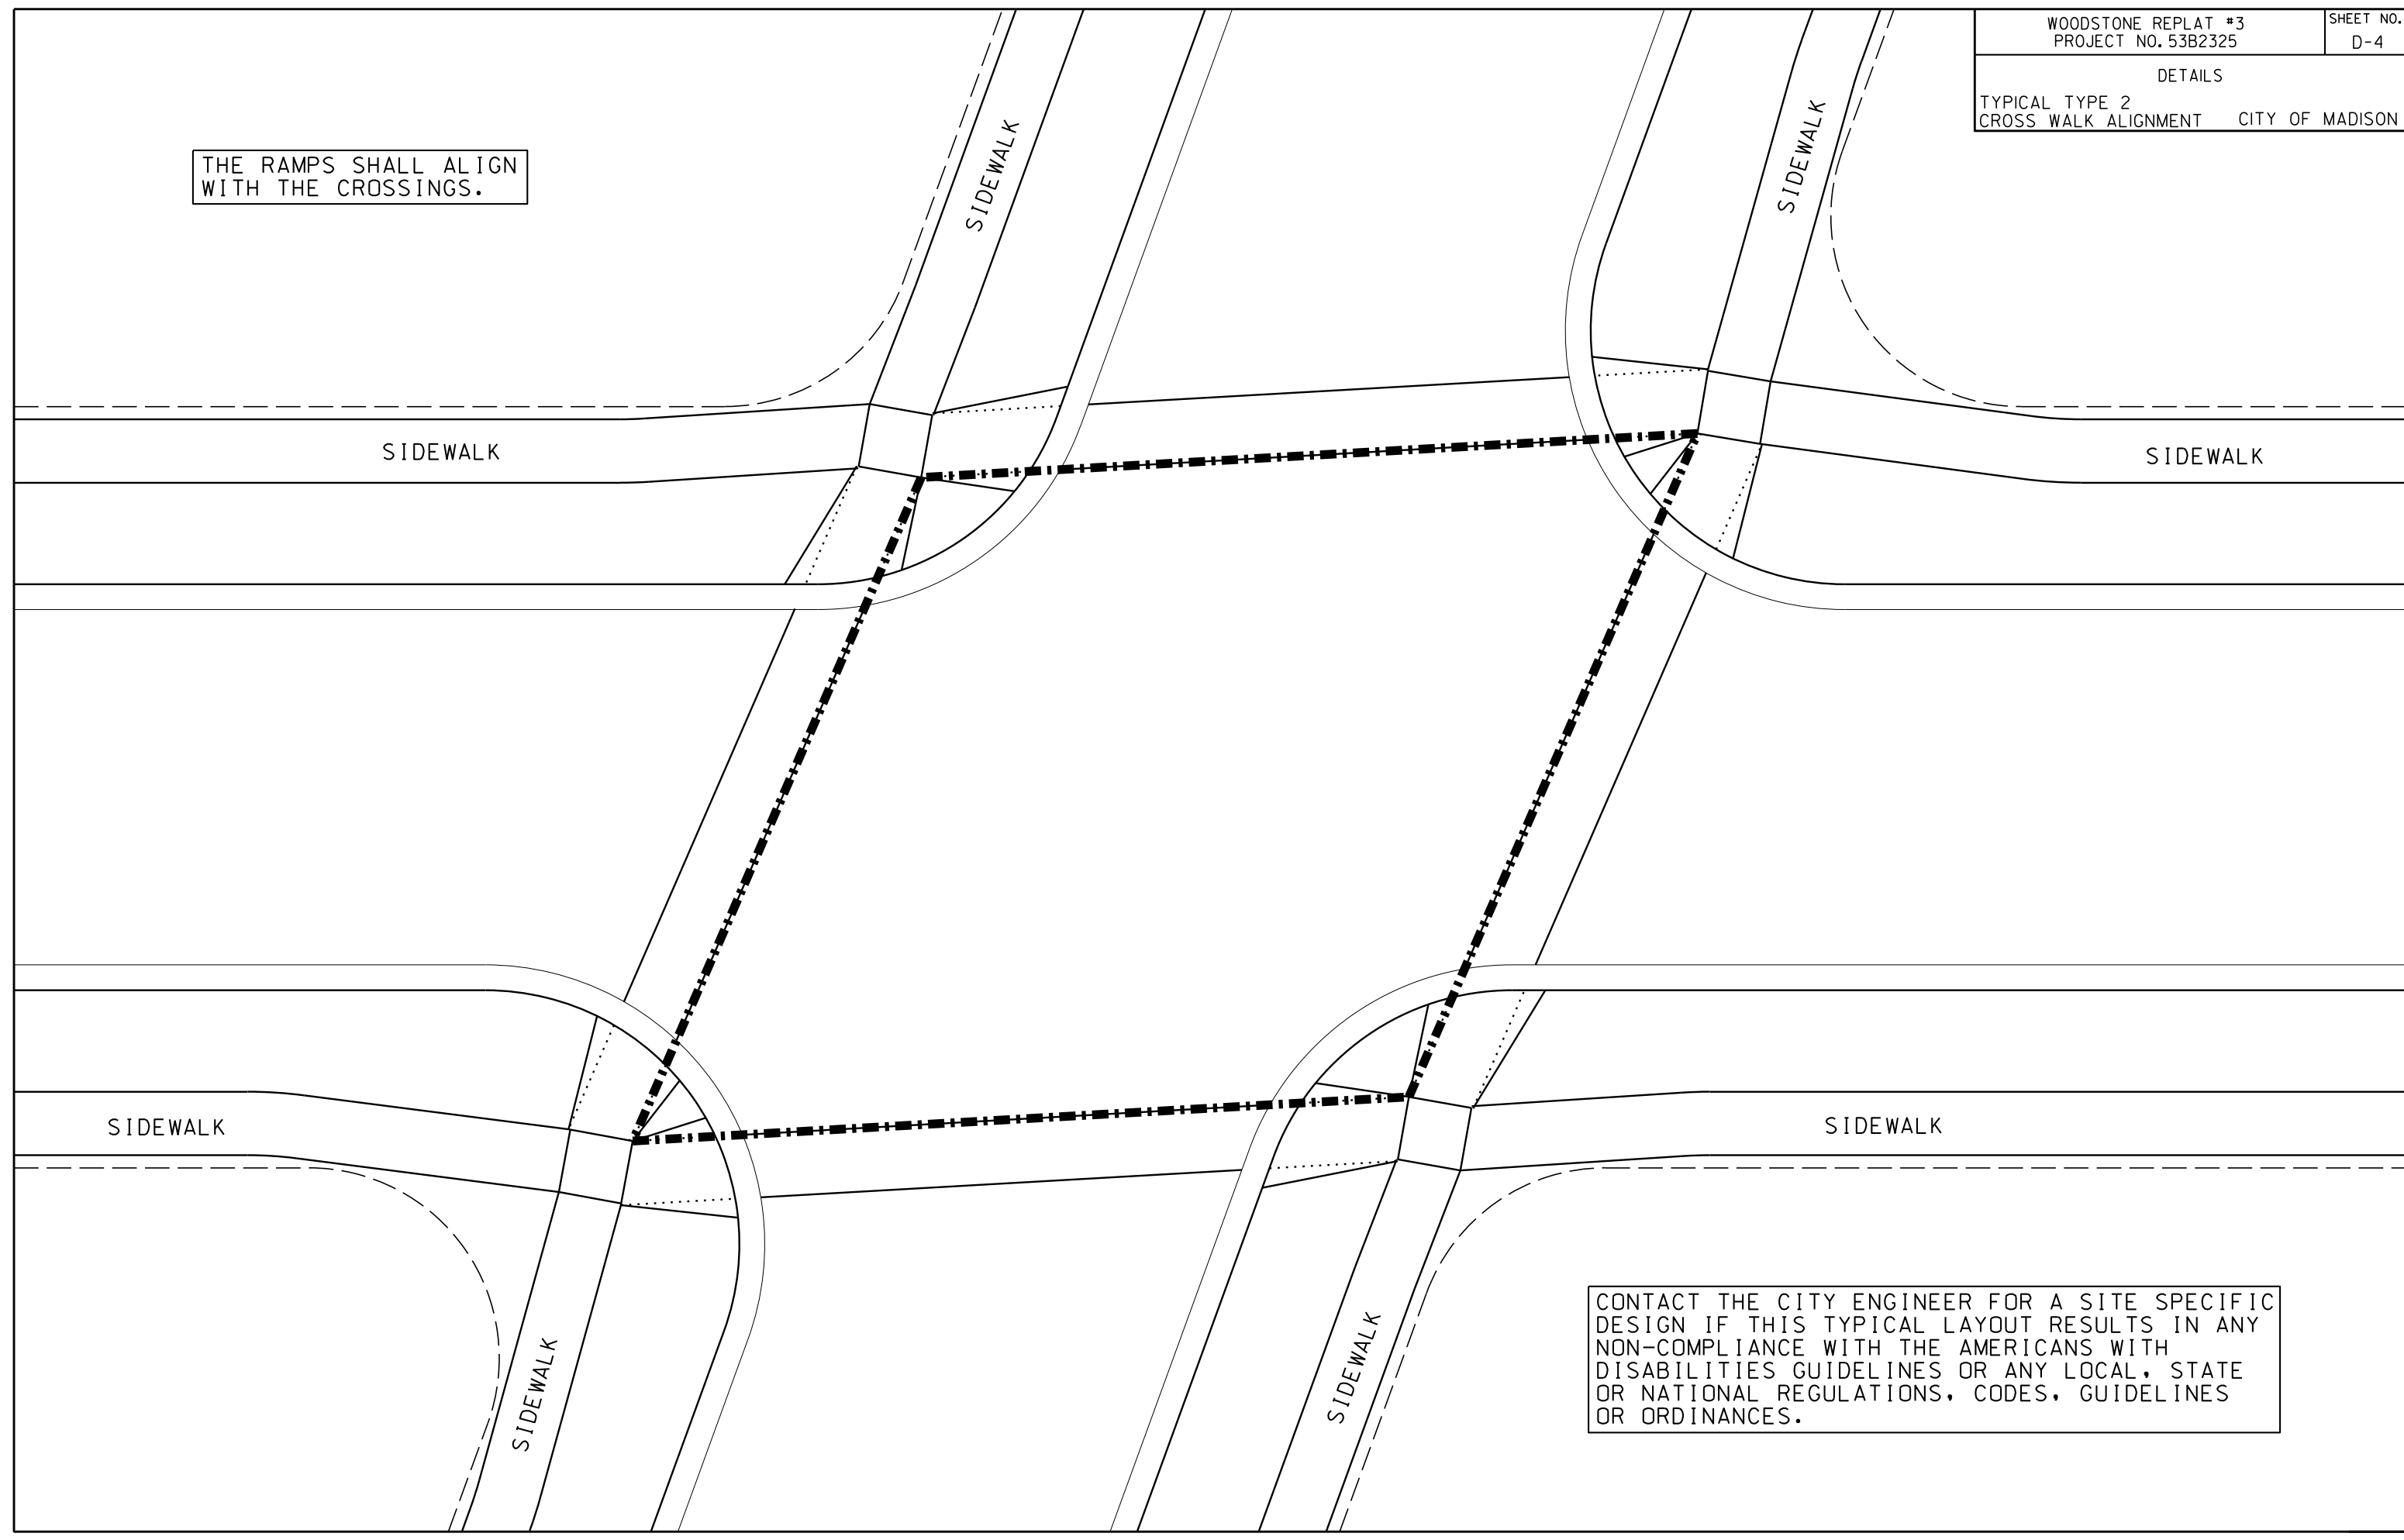 WOODSTONE REPLAT #3
PROJECT NO. 53B2325
SHEET NO.
D-4
DETAILS
TYPICAL TYPE 2
CROSS WALK ALIGNMENT
CITY OF MADISON
THE RAMPS SHALL ALIGN
WITH THE CROSSINGS.
SIDEWALK
SIDEWALK
SIDEWALK
SIDEWALK
SIDEWALK
SIDEWALK
SIDEWALK
SIDEWALK
CONTACT THE CITY ENGINEER FOR A SITE SPECIFIC
DESIGN IF THIS TYPICAL LAYOUT RESULTS IN ANY
NON-COMPLIANCE WITH THE AMERICANS WITH
DISABILITIES GUIDELINES OR ANY LOCAL, STATE
OR NATIONAL REGULATIONS, CODES, GUIDELINES
OR ORDINANCES.